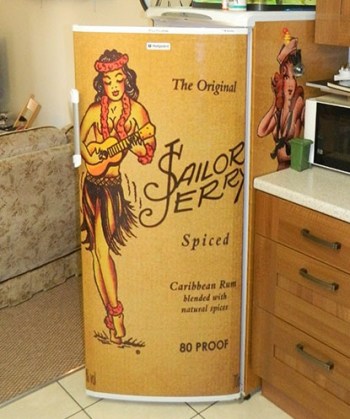 The Original
SAILOR
JERRY
Spiced
Caribbean Rum
blended with
natural spices
80 PROOF